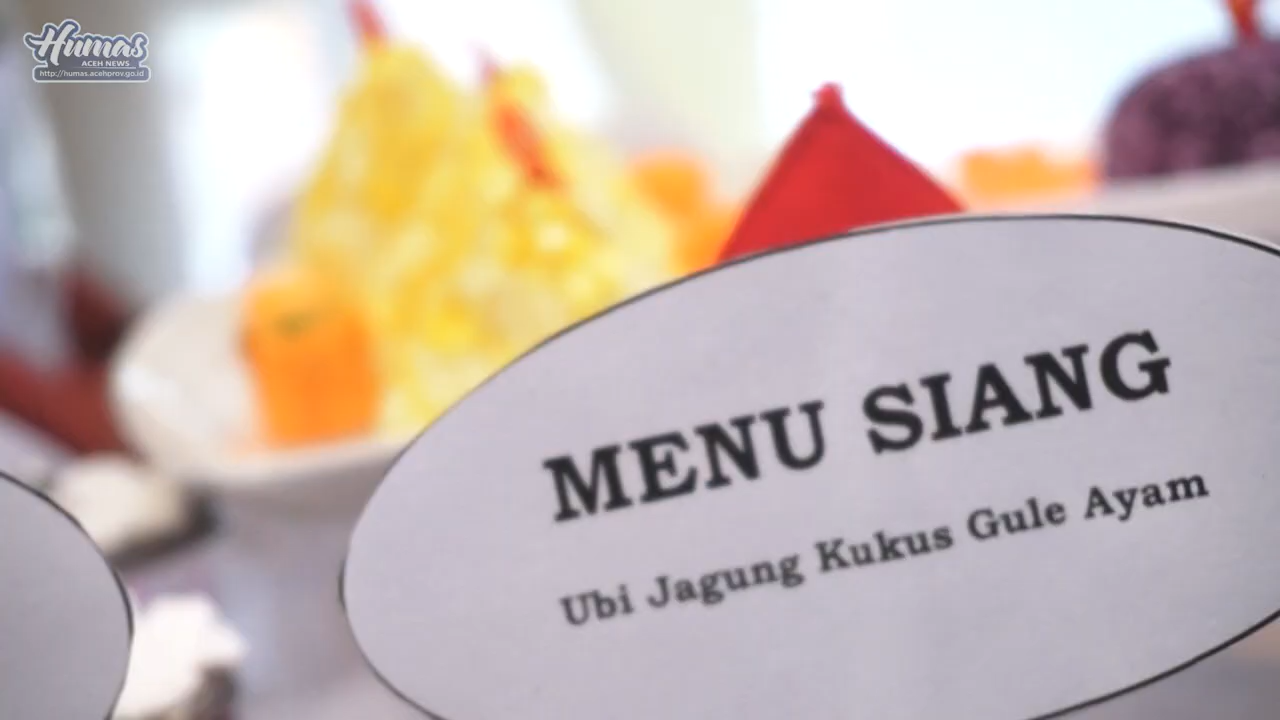 Humas
ACEH NEWS
http://humas.acehprov.go.id
MENU SIANG
Ubi Jagung Kukus Gule Ayam